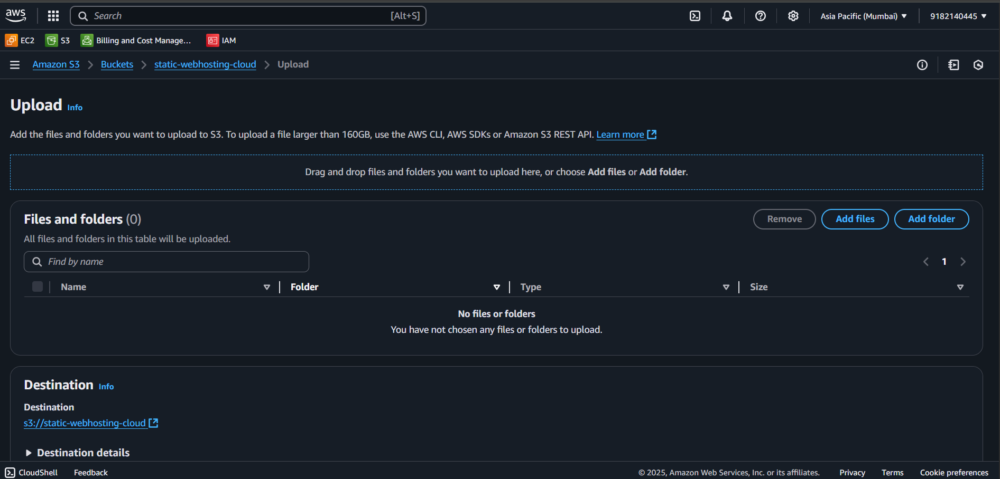 aws Search [Alt+S] Asia Pacific (Mumbai) 9182140445
EC2 S3 Billing and Cost Manage... IAM
Amazon S3 Buckets static-webhosting-cloud Upload
Upload Info
Add the files and folders you want to upload to S3. To upload a file larger than 160GB, use the AWS CLI, AWS SDKs or Amazon S3 REST API. Learn more
Drag and drop files and folders you want to upload here, or choose Add files or Add folder.
Files and folders (0) Remove Add files Add folder
All files and folders in this table will be uploaded.
Find by name 1
Name Folder Type Size
No files or folders
You have not chosen any files or folders to upload.
Destination Info
Destination
s3://static-webhosting-cloud
Destination details
CloudShell Feedback © 2025, Amazon Web Services, Inc. or its affiliates. Privacy Terms Cookie preferences